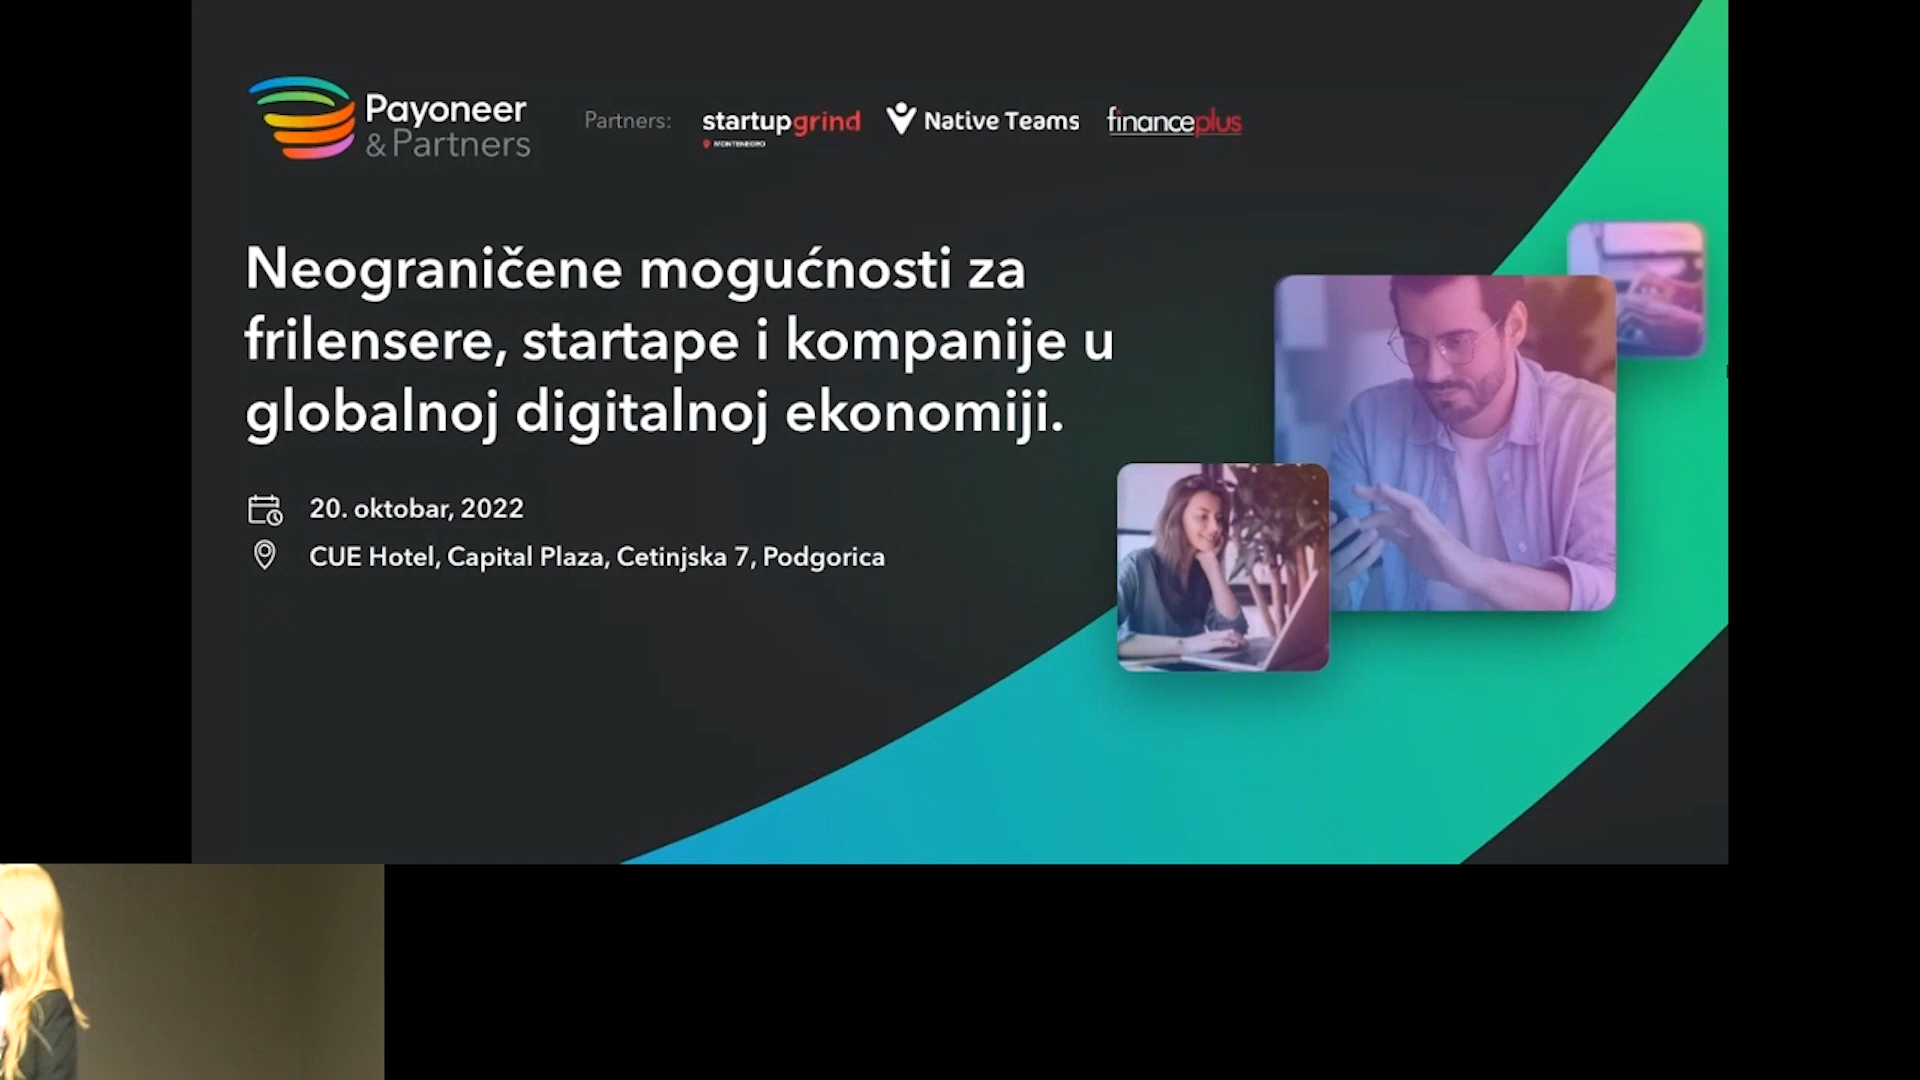 Payoneer
& Partners
Partners:
startupgrind
MONTENEGRO
Native Teams
financeplus
Neograničene mogućnosti za
frilensere, startape i kompanije u
globalnoj digitalnoj ekonomiji.
20. oktobar, 2022
CUE Hotel, Capital Plaza, Cetinjska 7, Podgorica